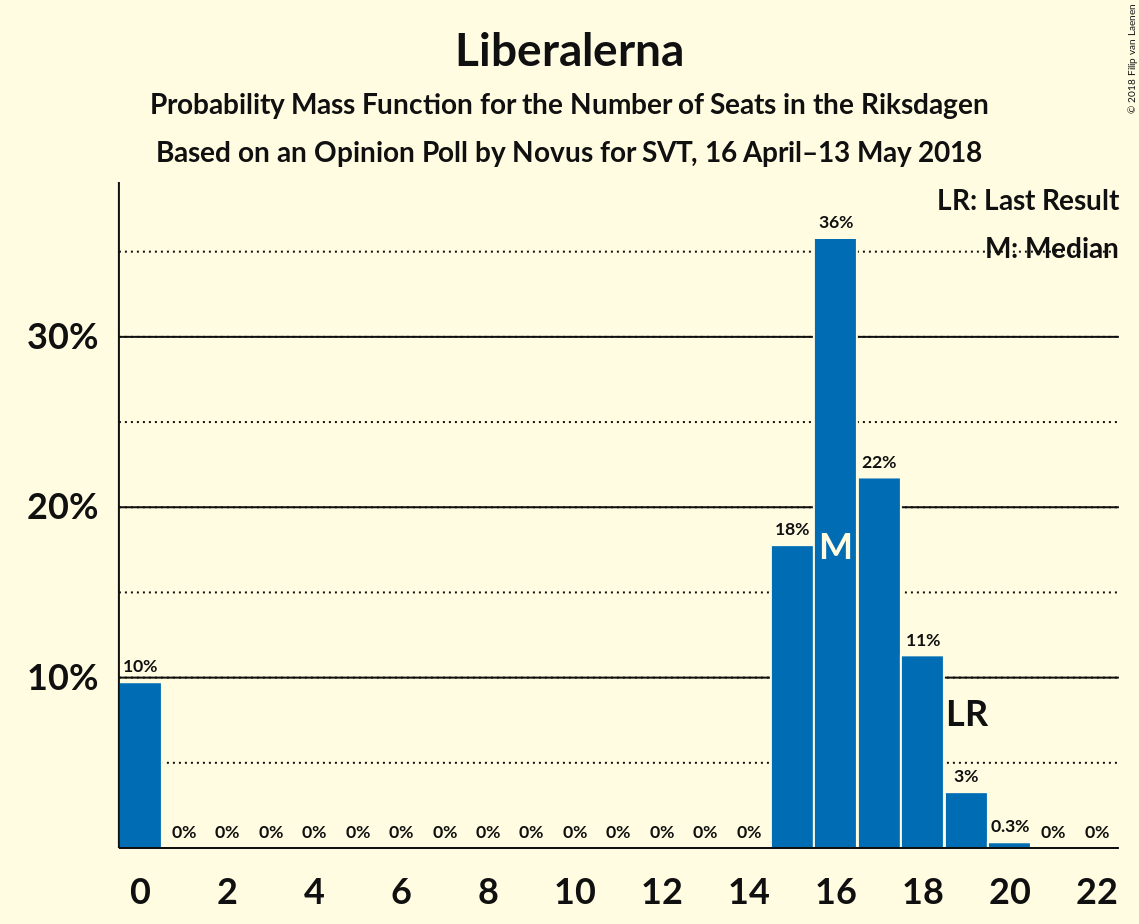 Liberalerna
Probability Mass Function for the Number of Seats in the Riksdagen
Based on an Opinion Poll by Novus for SVT, 16 April–13 May 2018
© 2018 Filip van Laenen
LR: Last Result
M: Median
36%
30%
22%
20%
18%
M
11%
10%
10%
LR
3%
0% 0% 0% 0% 0% 0% 0% 0% 0% 0% 0% 0% 0% 0% 0.3% 0% 0%
0 2 4 6 8 10 12 14 16 18 20 22